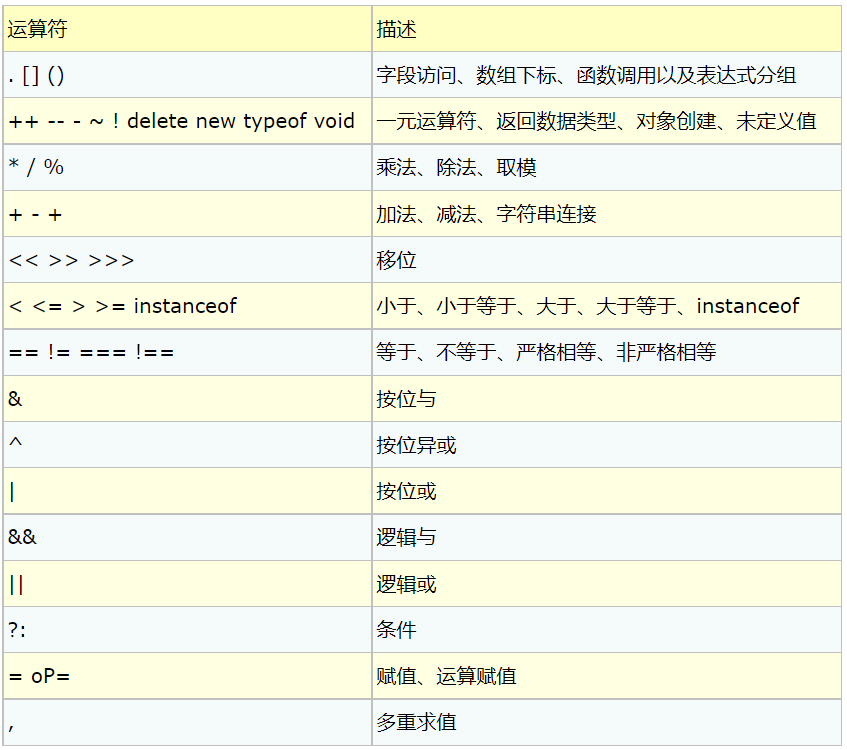 运算符 描述
. [] () 字段访问、数组下标、函数调用以及表达式分组
++ -- - ~ ! delete new typeof void 一元运算符、返回数据类型、对象创建、未定义值
* / % 乘法、除法、取模
+ - + 加法、减法、字符串连接
<< >> >>> 移位
< <= > >= instanceof 小于、小于等于、大于、大于等于、instanceof
== != === !== 等于、不等于、严格相等、非严格相等
& 按位与
^ 按位异或
| 按位或
&& 逻辑与
|| 逻辑或
?: 条件
= oP= 赋值、运算赋值
, 多重求值